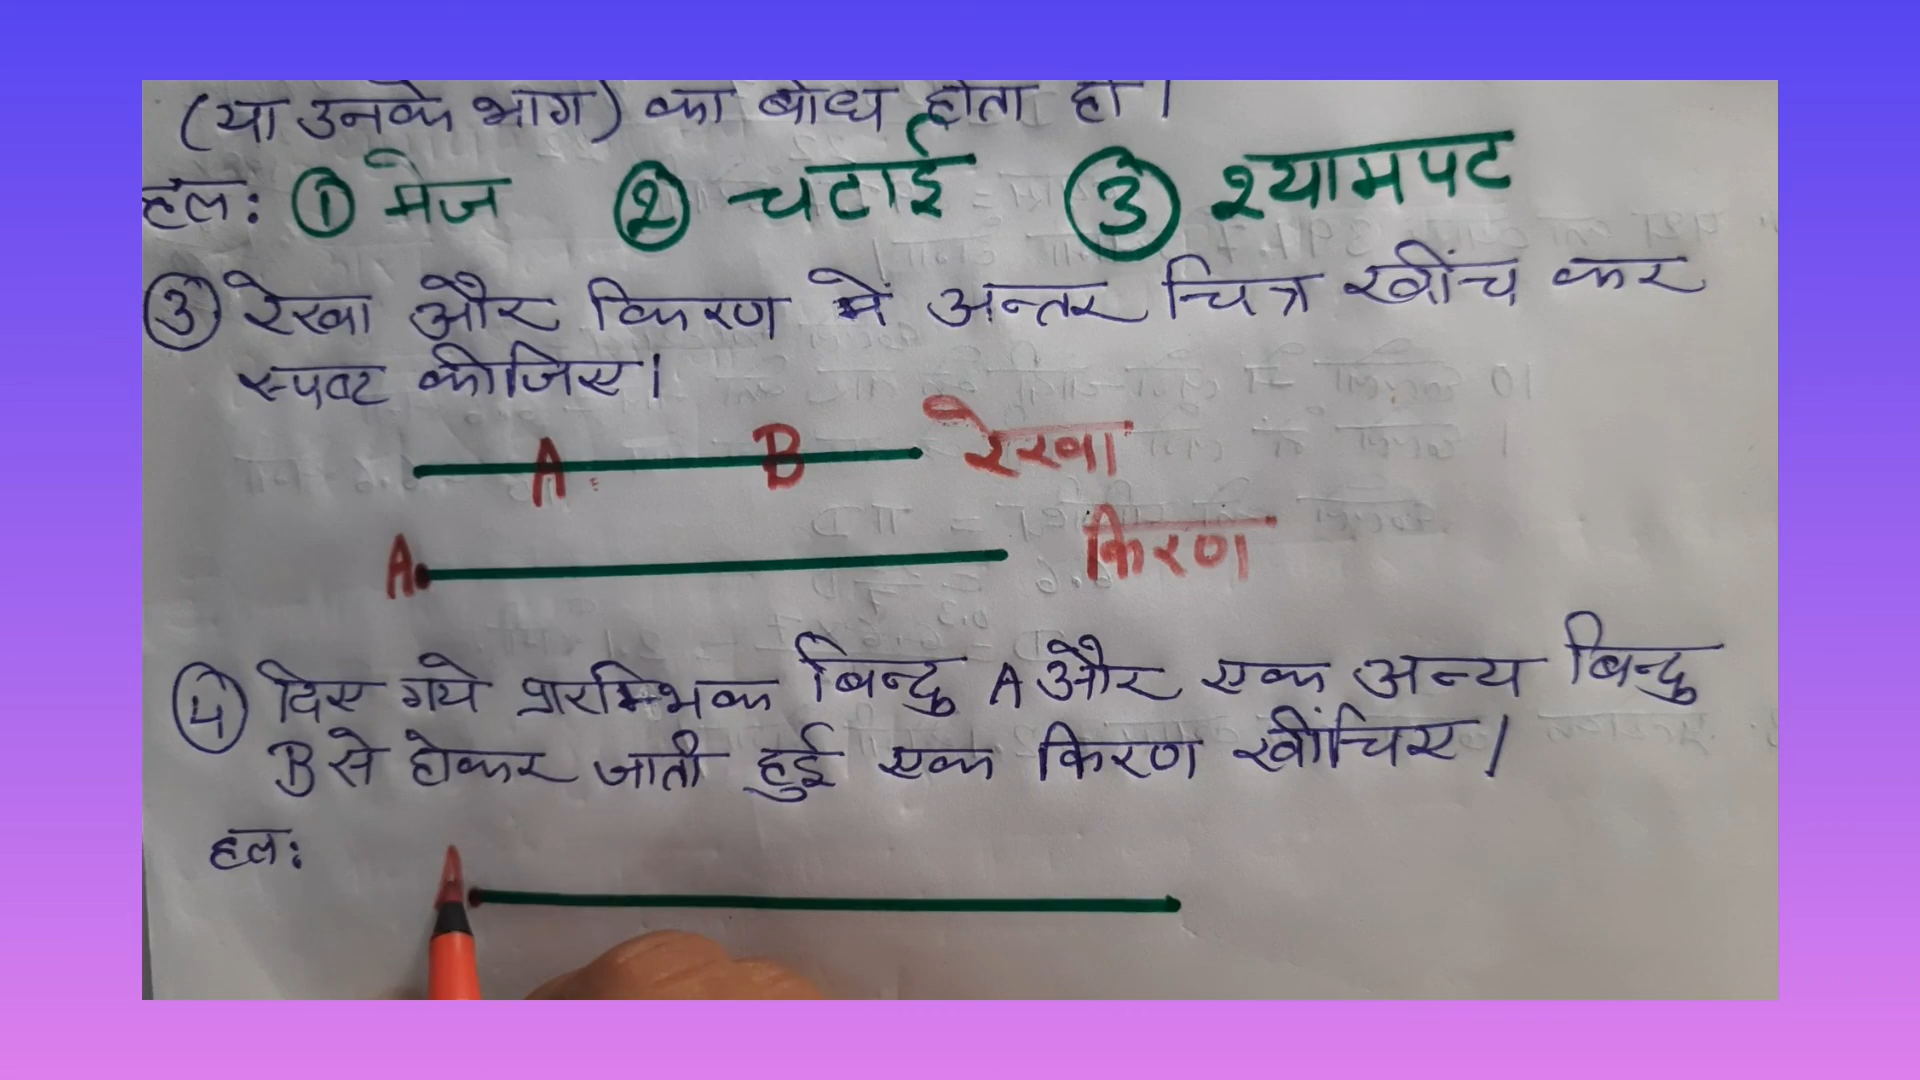 (या उनके भाग) का बोध होता हो।
हल: ① मेज ② चटाई ③ श्यामपट
③ रेखा और किरण में अन्तर चित्र खींच कर
स्पष्ट कीजिए।
A B रेखा
A किरण
④ दिए गये प्रारम्भिक बिन्दु A और एक अन्य बिन्दु
B से होकर जाती हुई एक किरण खींचिए।
हल:
A